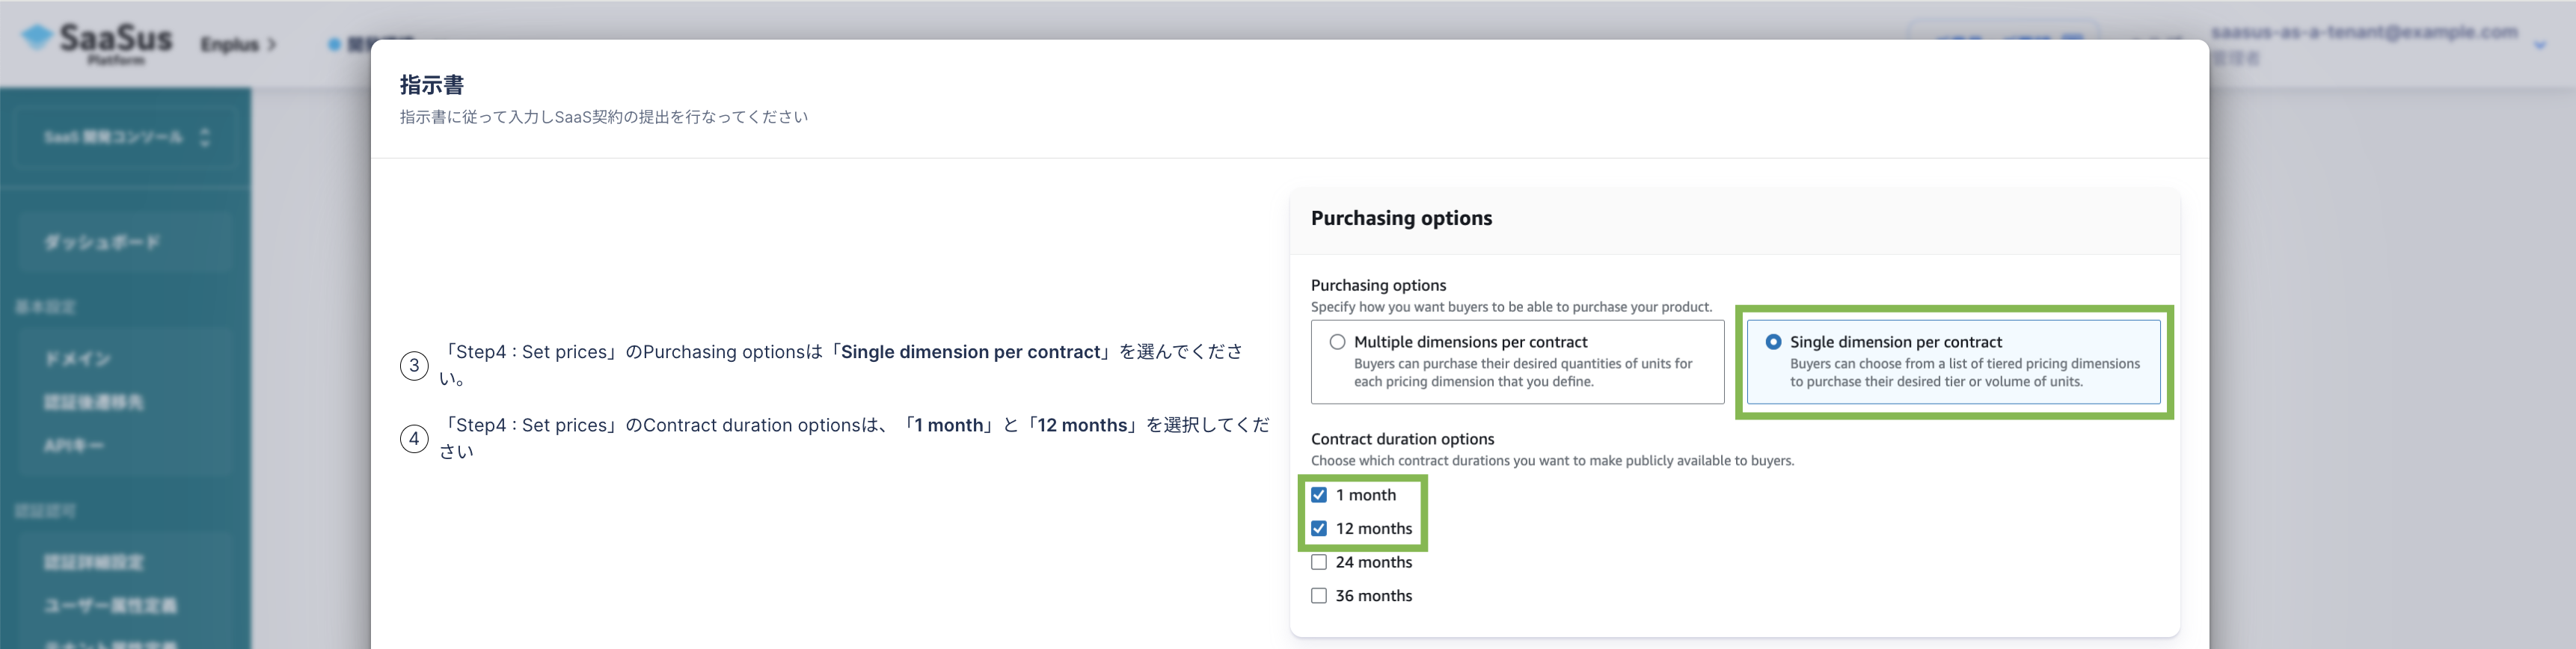 SaaSus
Platform
Enplus >
saasus-as-a-tenant@example.com
管理者
SaaS 開発コンソール
ダッシュボード
基本設定
ドメイン
認証後遷移先
APIキー
認証認可
認証詳細設定
ユーザー属性定義
指示書
指示書に従って入力しSaaS契約の提出を行なってください
③ 「Step4：Set prices」のPurchasing optionsは「Single dimension per contract」を選んでくださ
い。
④ 「Step4：Set prices」のContract duration optionsは、「1 month」と「12 months」を選択してくだ
さい
Purchasing options
Purchasing options
Specify how you want buyers to be able to purchase your product.
Multiple dimensions per contract
Buyers can purchase their desired quantities of units for
each pricing dimension that you define.
Single dimension per contract
Buyers can choose from a list of tiered pricing dimensions
to purchase their desired tier or volume of units.
Contract duration options
Choose which contract durations you want to make publicly available to buyers.
1 month
12 months
24 months
36 months